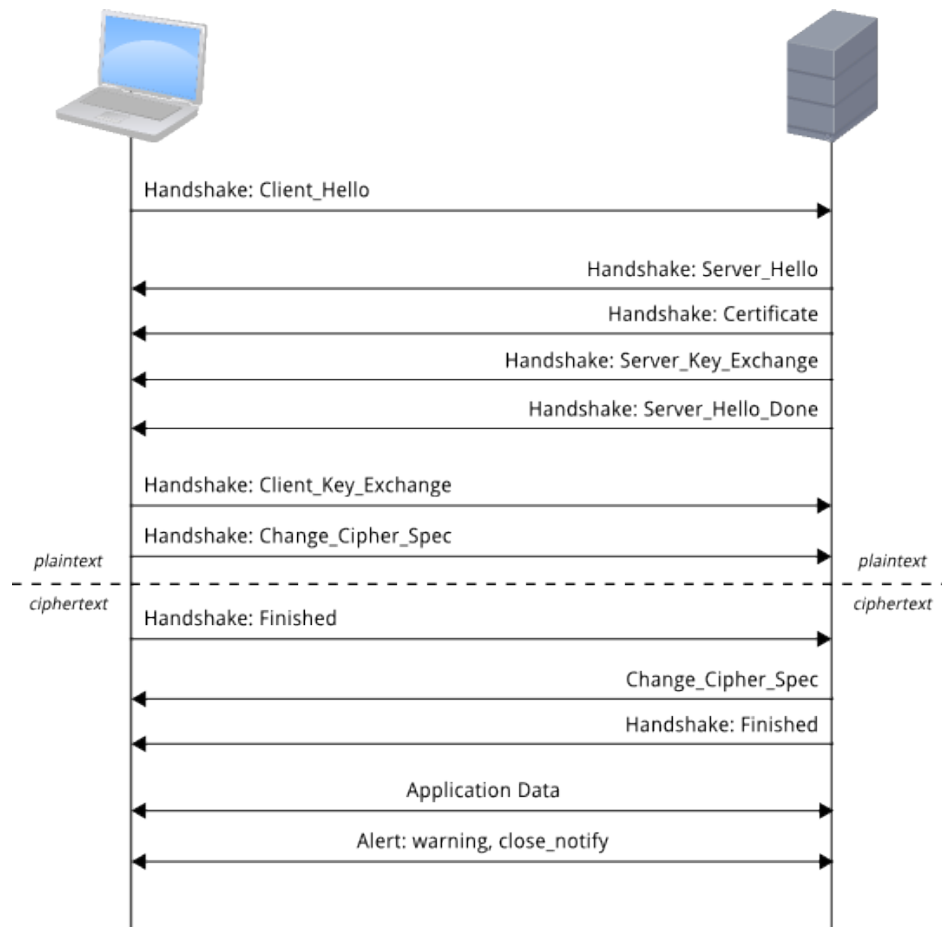 Handshake: Client_Hello
Handshake: Server_Hello
Handshake: Certificate
Handshake: Server_Key_Exchange
Handshake: Server_Hello_Done
Handshake: Client_Key_Exchange
Handshake: Change_Cipher_Spec
plaintext plaintext
ciphertext ciphertext
Handshake: Finished
Change_Cipher_Spec
Handshake: Finished
Application Data
Alert: warning, close_notify